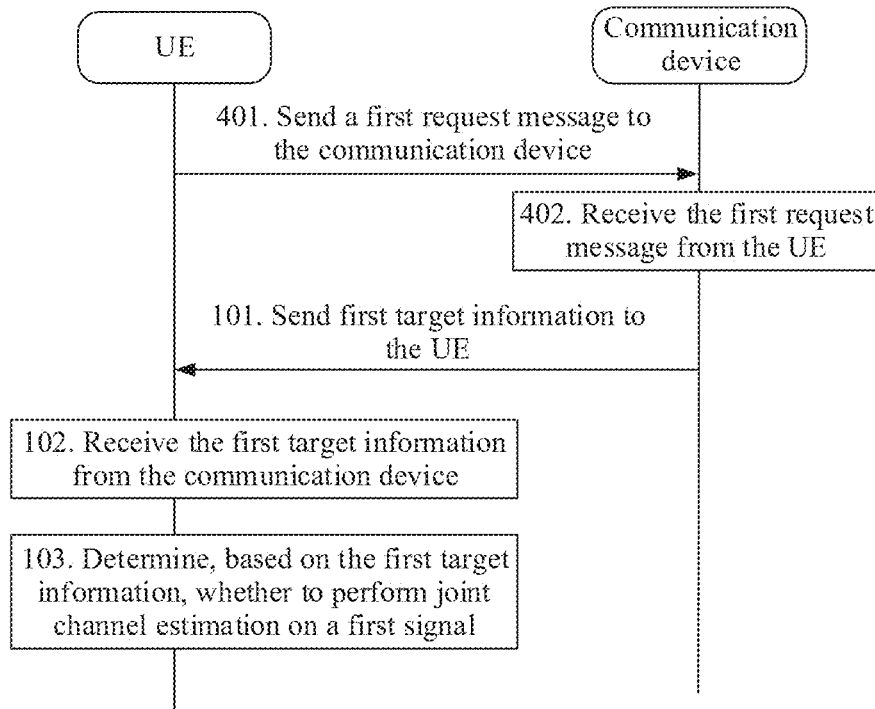 UE
Communication
device
401. Send a first request message to
the communication device
402. Receive the first request
message from the UE
101. Send first target information to
the UE
102. Receive the first target information
from the communication device
103. Determine, based on the first target
information, whether to perform joint
channel estimation on a first signal